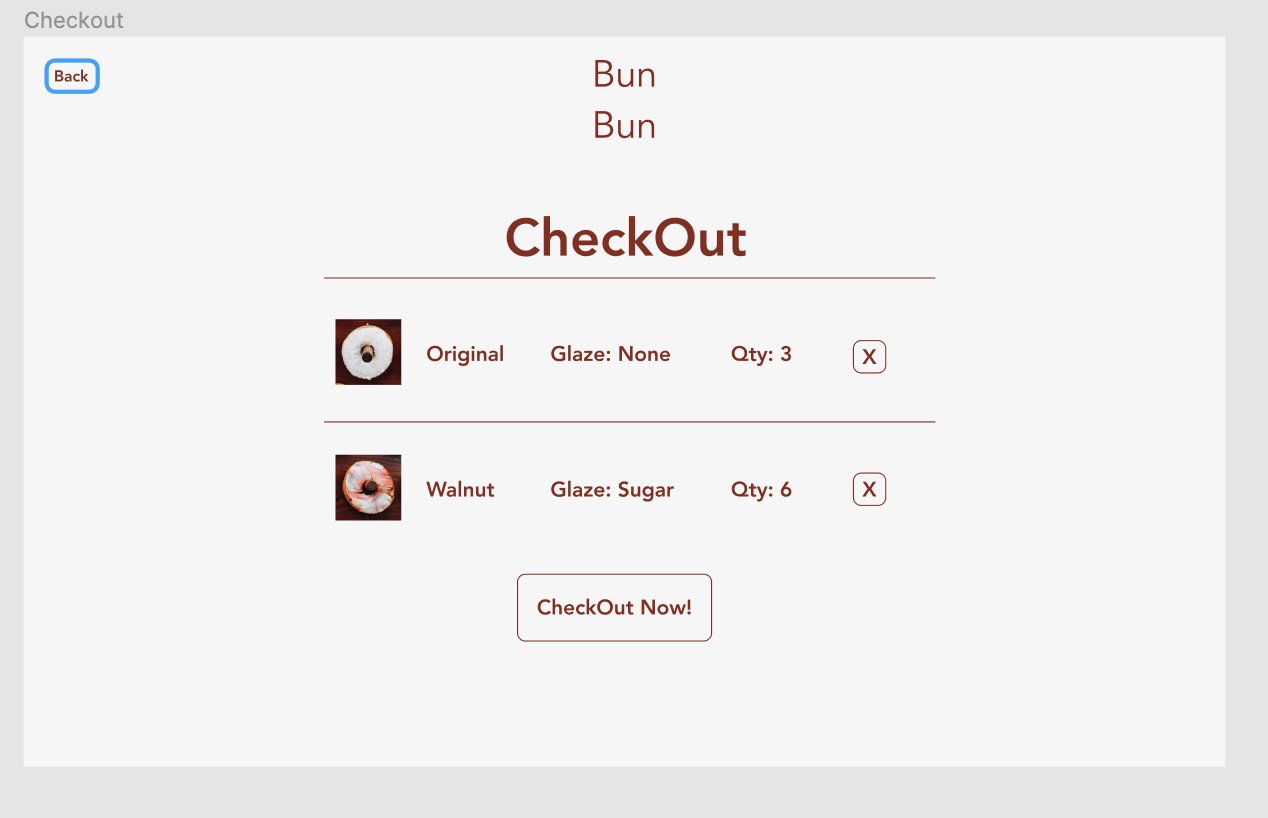 Checkout
Back
Bun
Bun
CheckOut
Original Glaze: None Qty: 3 X
Walnut Glaze: Sugar Qty: 6 X
CheckOut Now!